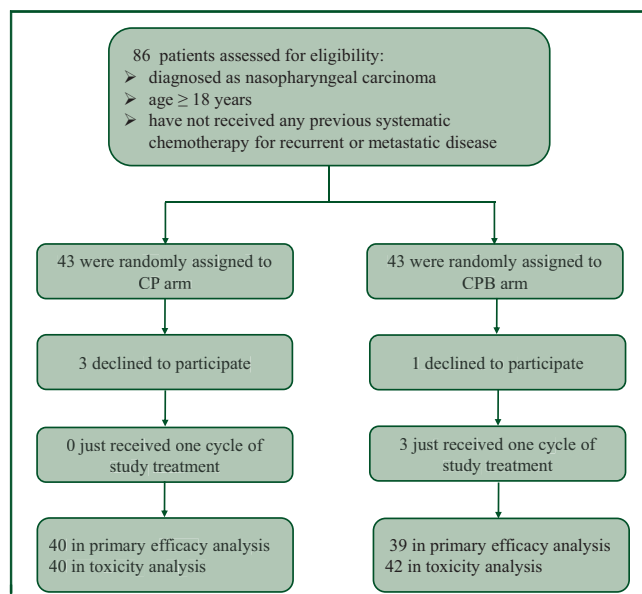 86 patients assessed for eligibility:
➢ diagnosed as nasopharyngeal carcinoma
➢ age ≥ 18 years
➢ have not received any previous systematic
chemotherapy for recurrent or metastatic disease
43 were randomly assigned to
CP arm
43 were randomly assigned to
CPB arm
3 declined to participate
1 declined to participate
0 just received one cycle of
study treatment
3 just received one cycle of
study treatment
40 in primary efficacy analysis
40 in toxicity analysis
39 in primary efficacy analysis
42 in toxicity analysis